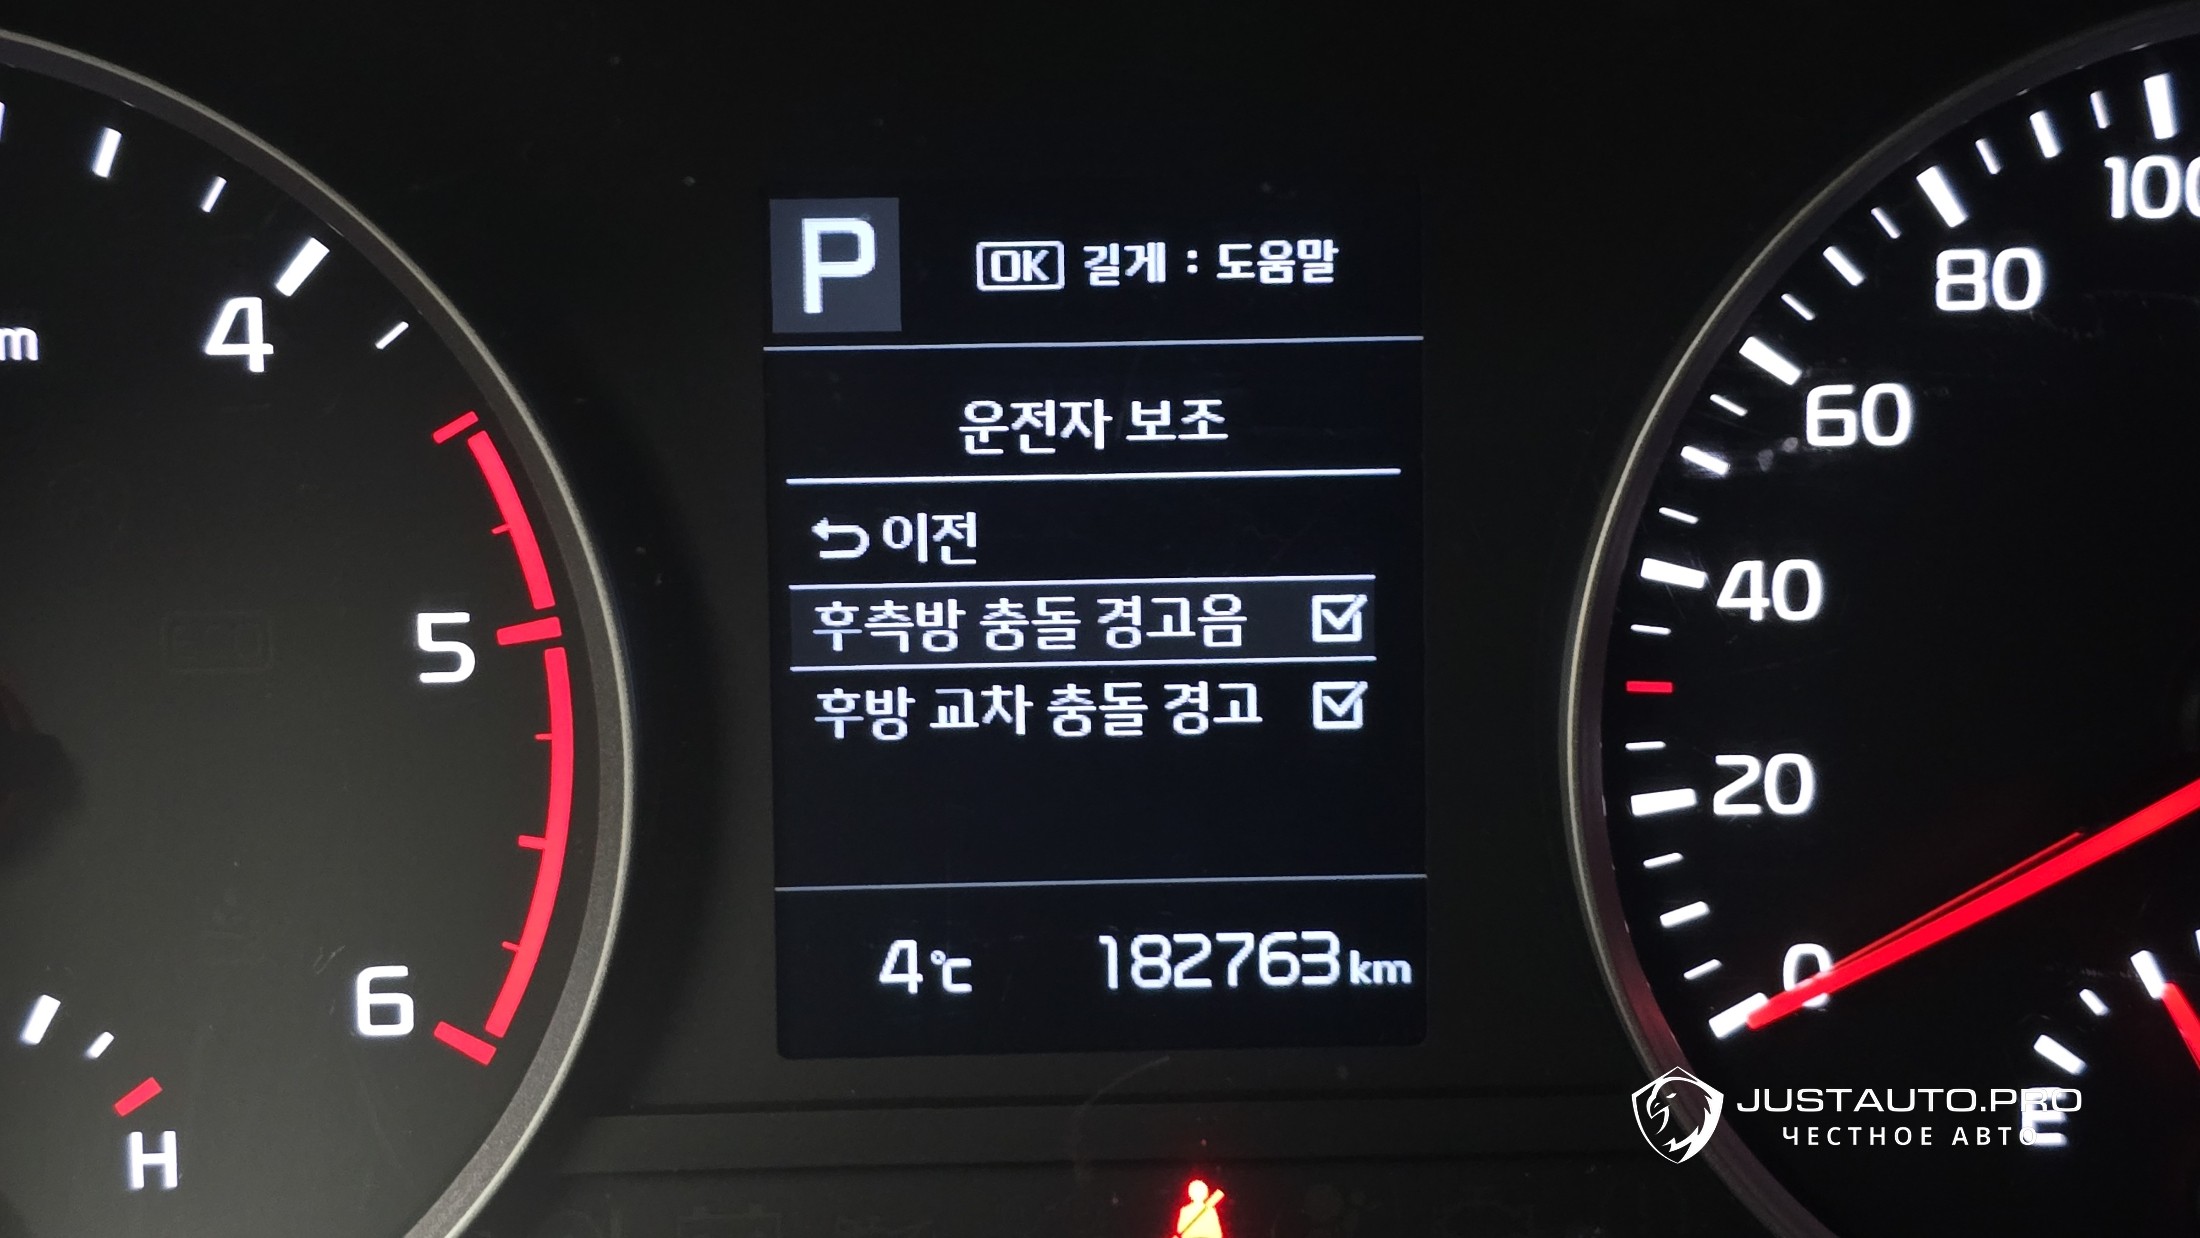 P
OK 길게 : 도움말
운전자 보조
이전
후측방 충돌 경고음
후방 교차 충돌 경고
4℃ 182763 km
m
4
5
6
H
100
80
60
40
20
0
E
JUSTAUTO.PRO
ЧЕСТНОЕ АВТО